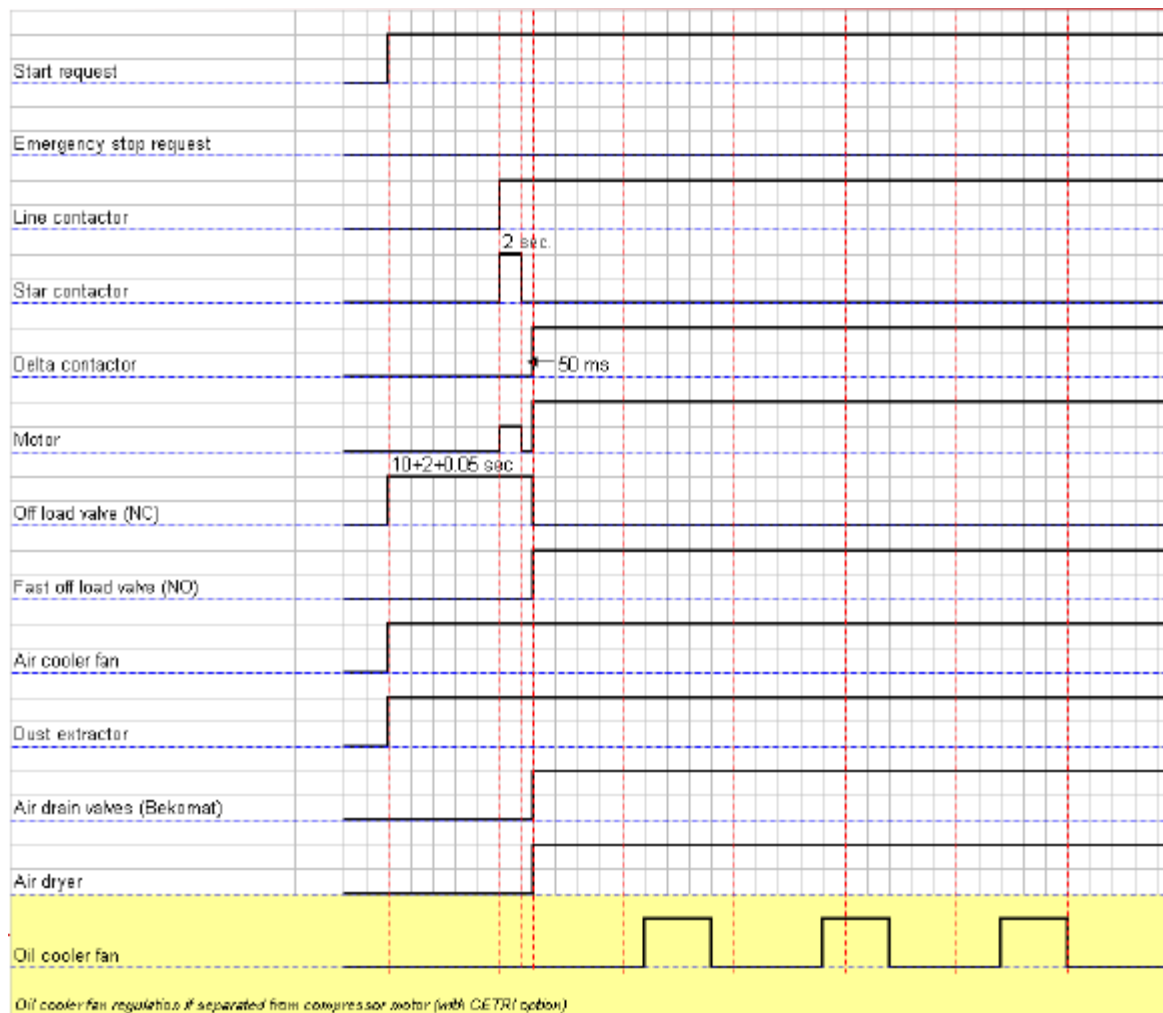 Start request
Emergency stop request
Line contactor
2 sec.
Star contactor
Delta contactor
50 ms
Motor
10+2+0.05 sec
Off load valve (NC)
Fast off load valve (NO)
Air cooler fan
Dust extractor
Air drain valves (Bekomat)
Air dryer
Oil cooler fan
Oil cooler fan regulation if separated from compressor motor (with CETRI option)